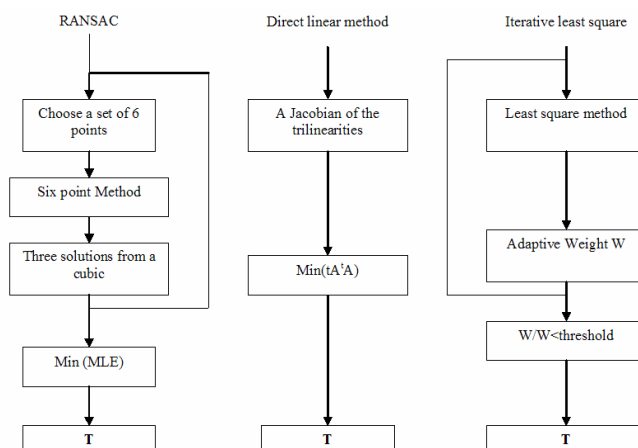 RANSAC
Choose a set of 6
points
Six point Method
Three solutions from a
cubic
Min (MLE)
T
Direct linear method
A Jacobian of the
trilinearities
Min(tAᵗA)
T
Iterative least square
Least square method
Adaptive Weight W
W/W<threshold
T